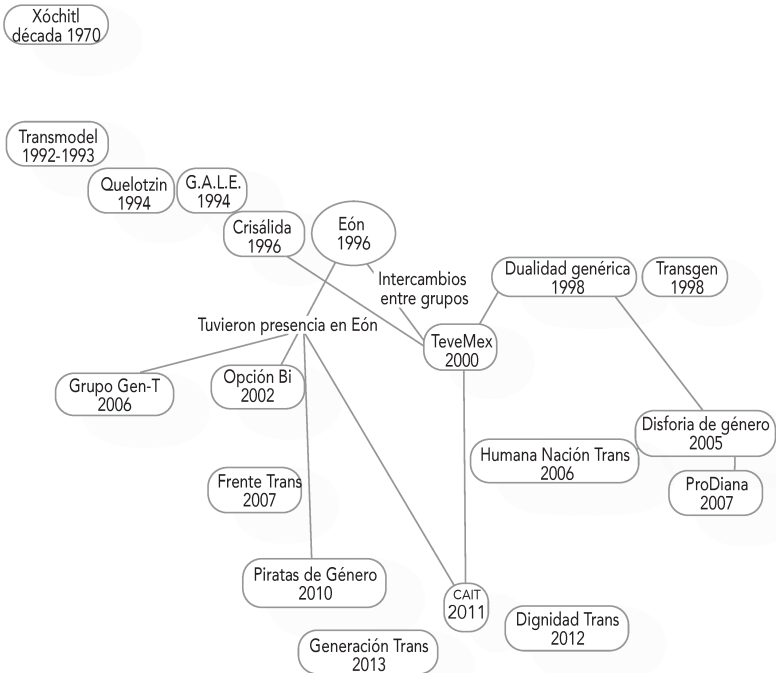 Xóchitl
década 1970
Transmodel
1992-1993
Quelotzin
1994
G.A.L.E.
1994
Crisálida
1996
Eón
1996
Intercambios
entre grupos
Dualidad genérica
1998
Transgen
1998
Tuvieron presencia en Eón
TeveMex
2000
Grupo Gen-T
2006
Opción Bi
2002
Disforia de género
2005
Humana Nación Trans
2006
Frente Trans
2007
ProDiana
2007
Piratas de Género
2010
CAIT
2011
Dignidad Trans
2012
Generación Trans
2013